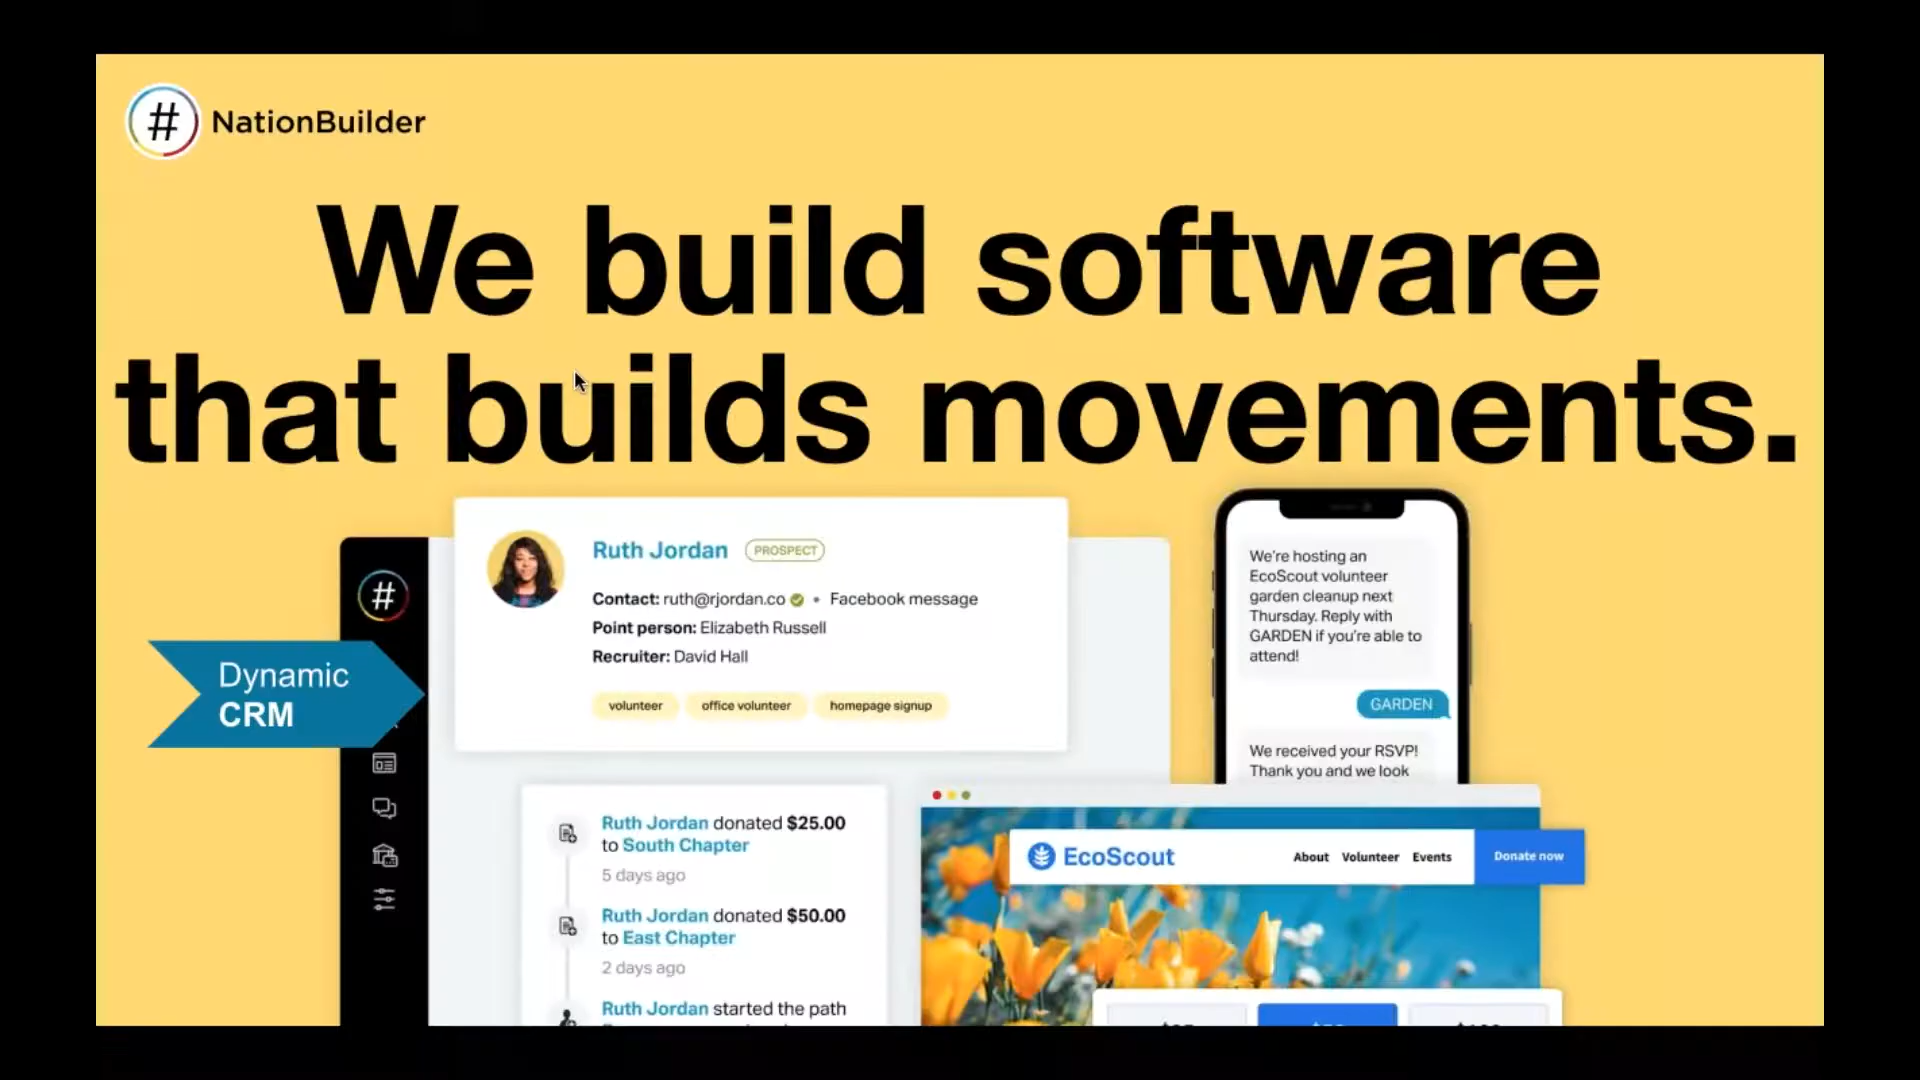 # NationBuilder
We build software
that builds movements.
Dynamic
CRM
#
Ruth Jordan PROSPECT
Contact: ruth@rjordan.co • Facebook message
Point person: Elizabeth Russell
Recruiter: David Hall
volunteer office volunteer homepage signup
Ruth Jordan donated $25.00
to South Chapter
5 days ago
Ruth Jordan donated $50.00
to East Chapter
2 days ago
Ruth Jordan started the path
We're hosting an
EcoScout volunteer
garden cleanup next
Thursday. Reply with
GARDEN if you're able to
attend!
GARDEN
We received your RSVP!
Thank you and we look
EcoScout About Volunteer Events Donate now